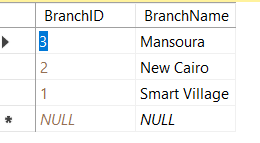 BranchID BranchName
3 Mansoura
2 New Cairo
1 Smart Village
* NULL NULL